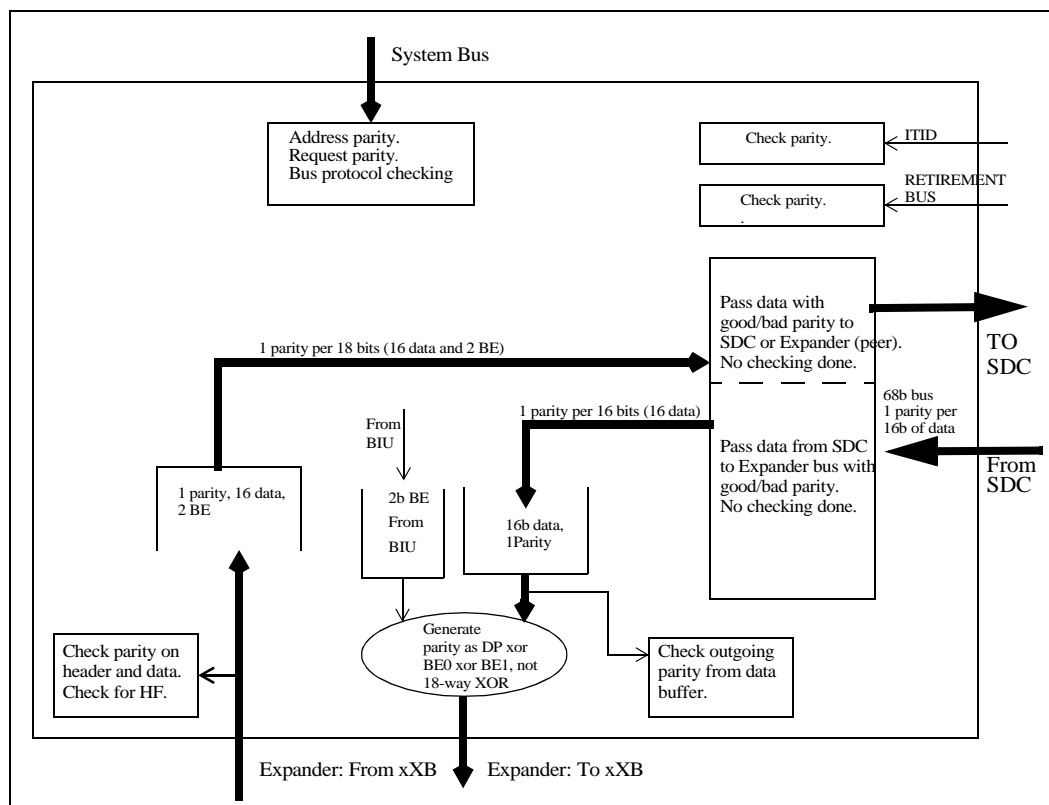 System Bus
Address parity.
Request parity.
Bus protocol checking
Check parity.
ITID
Check parity.
.
RETIREMENT
BUS
Pass data with
good/bad parity to
SDC or Expander (peer).
No checking done.
TO
SDC
1 parity per 18 bits (16 data and 2 BE)
68b bus
1 parity per
16b of data
1 parity per 16 bits (16 data)
From
BIU
Pass data from SDC
to Expander bus with
good/bad parity.
No checking done.
From
SDC
1 parity, 16 data,
2 BE
2b BE
From
BIU
16b data,
1Parity
Generate
parity as DP xor
BE0 xor BE1, not
18-way XOR
Check parity on
header and data.
Check for HF.
Check outgoing
parity from data
buffer.
Expander: From xXB
Expander: To xXB